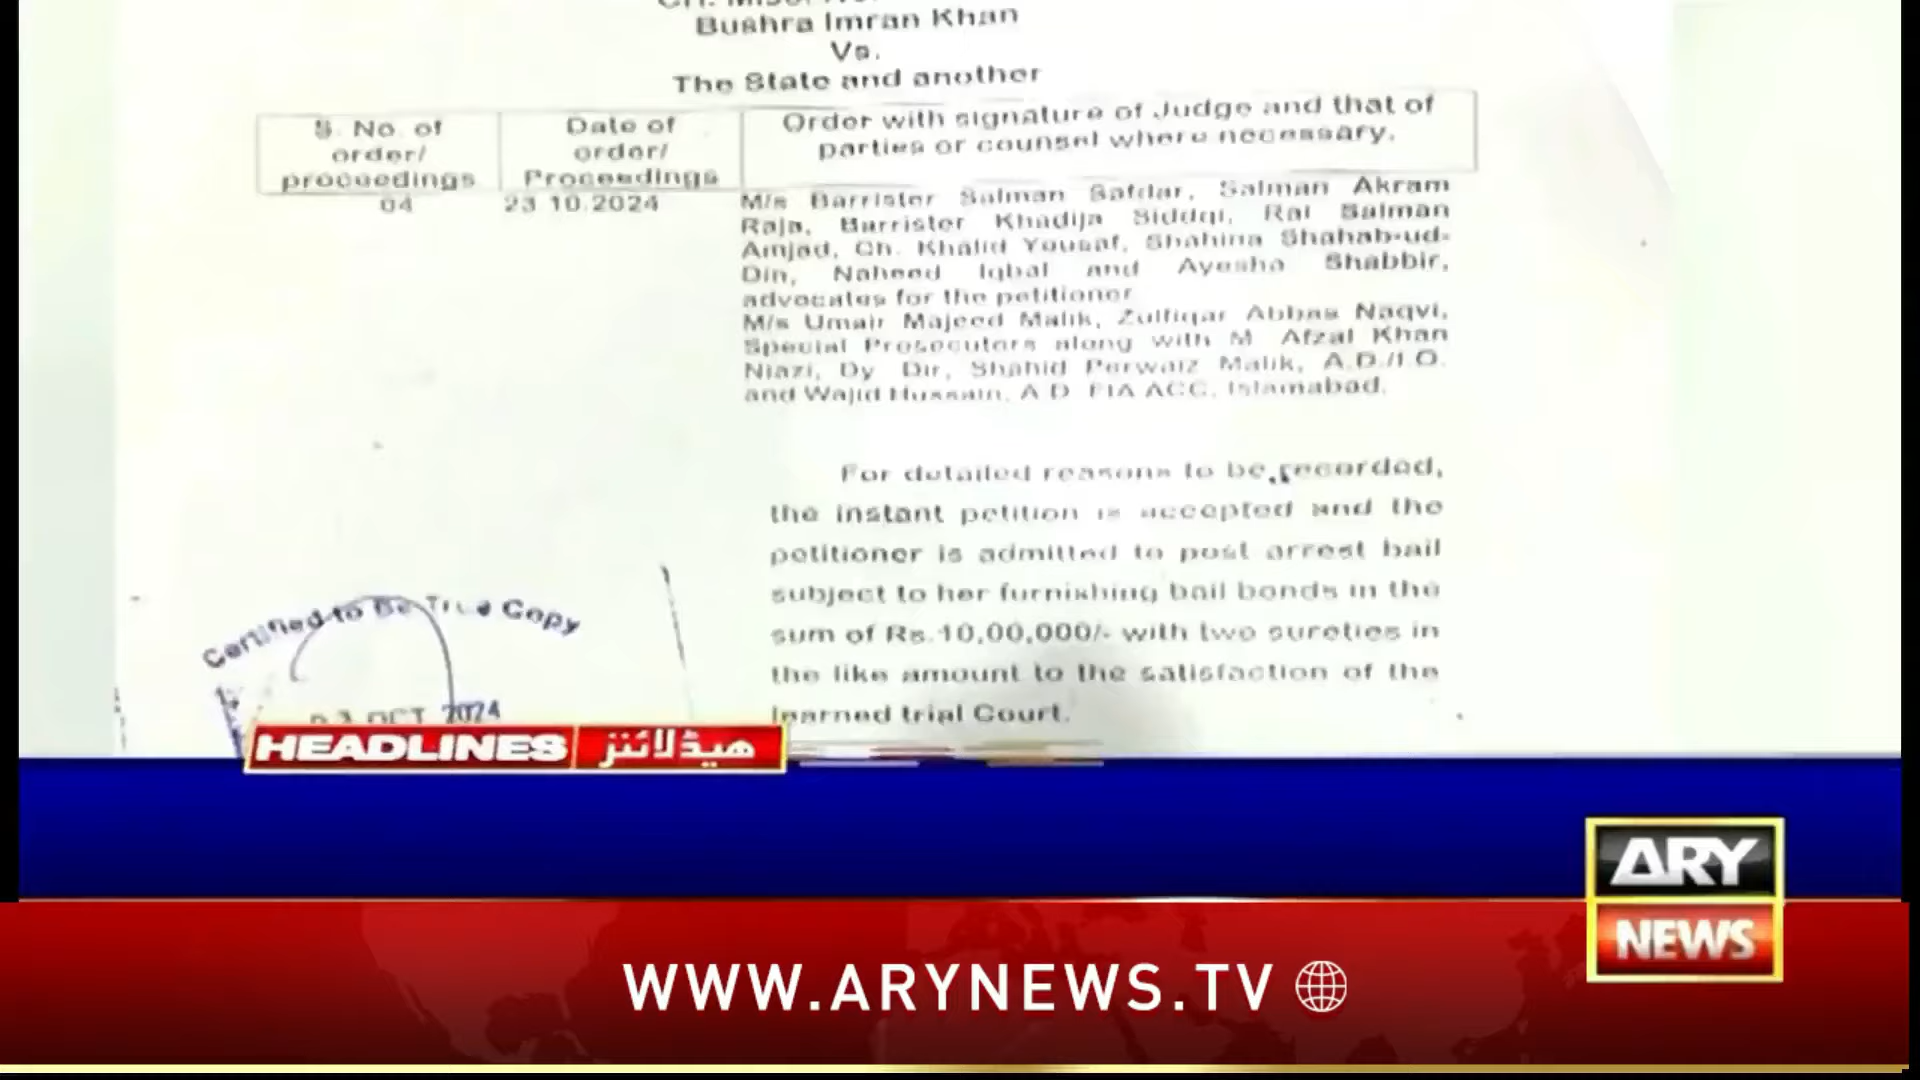 Bushra Imran Khan
Vs.
The State and another
S. No. of order/ proceedings
Date of order/ Proceedings
Order with signature of Judge and that of
parties or counsel where necessary.
04
23.10.2024
M/s Barrister Salman Safdar, Salman Akram
Raja, Barrister Khadija Siddqi, Rai Salman
Amjad, Ch. Khalid Yousaf, Shahina Shahab-ud-
Din, Naheed Iqbal and Ayesha Shabbir,
advocates for the petitioner.
M/s Umair Majeed Malik, Zulfiqar Abbas Naqvi,
Special Prosecutors along with M. Afzal Khan
Niazi, Dy. Dir, Shahid Perwaiz Malik, A.D./I.O.
and Wajid Hussain, A.D. FIA ACC, Islamabad.
For detailed reasons to be recorded,
the instant petition is accepted and the
petitioner is admitted to post arrest bail
subject to her furnishing bail bonds in the
sum of Rs.10,00,000/- with two sureties in
the like amount to the satisfaction of the
learned trial Court.
Certified to Be True Copy
23 OCT 2024
HEADLINES هیڈلائنز
ARY
NEWS
WWW.ARYNEWS.TV